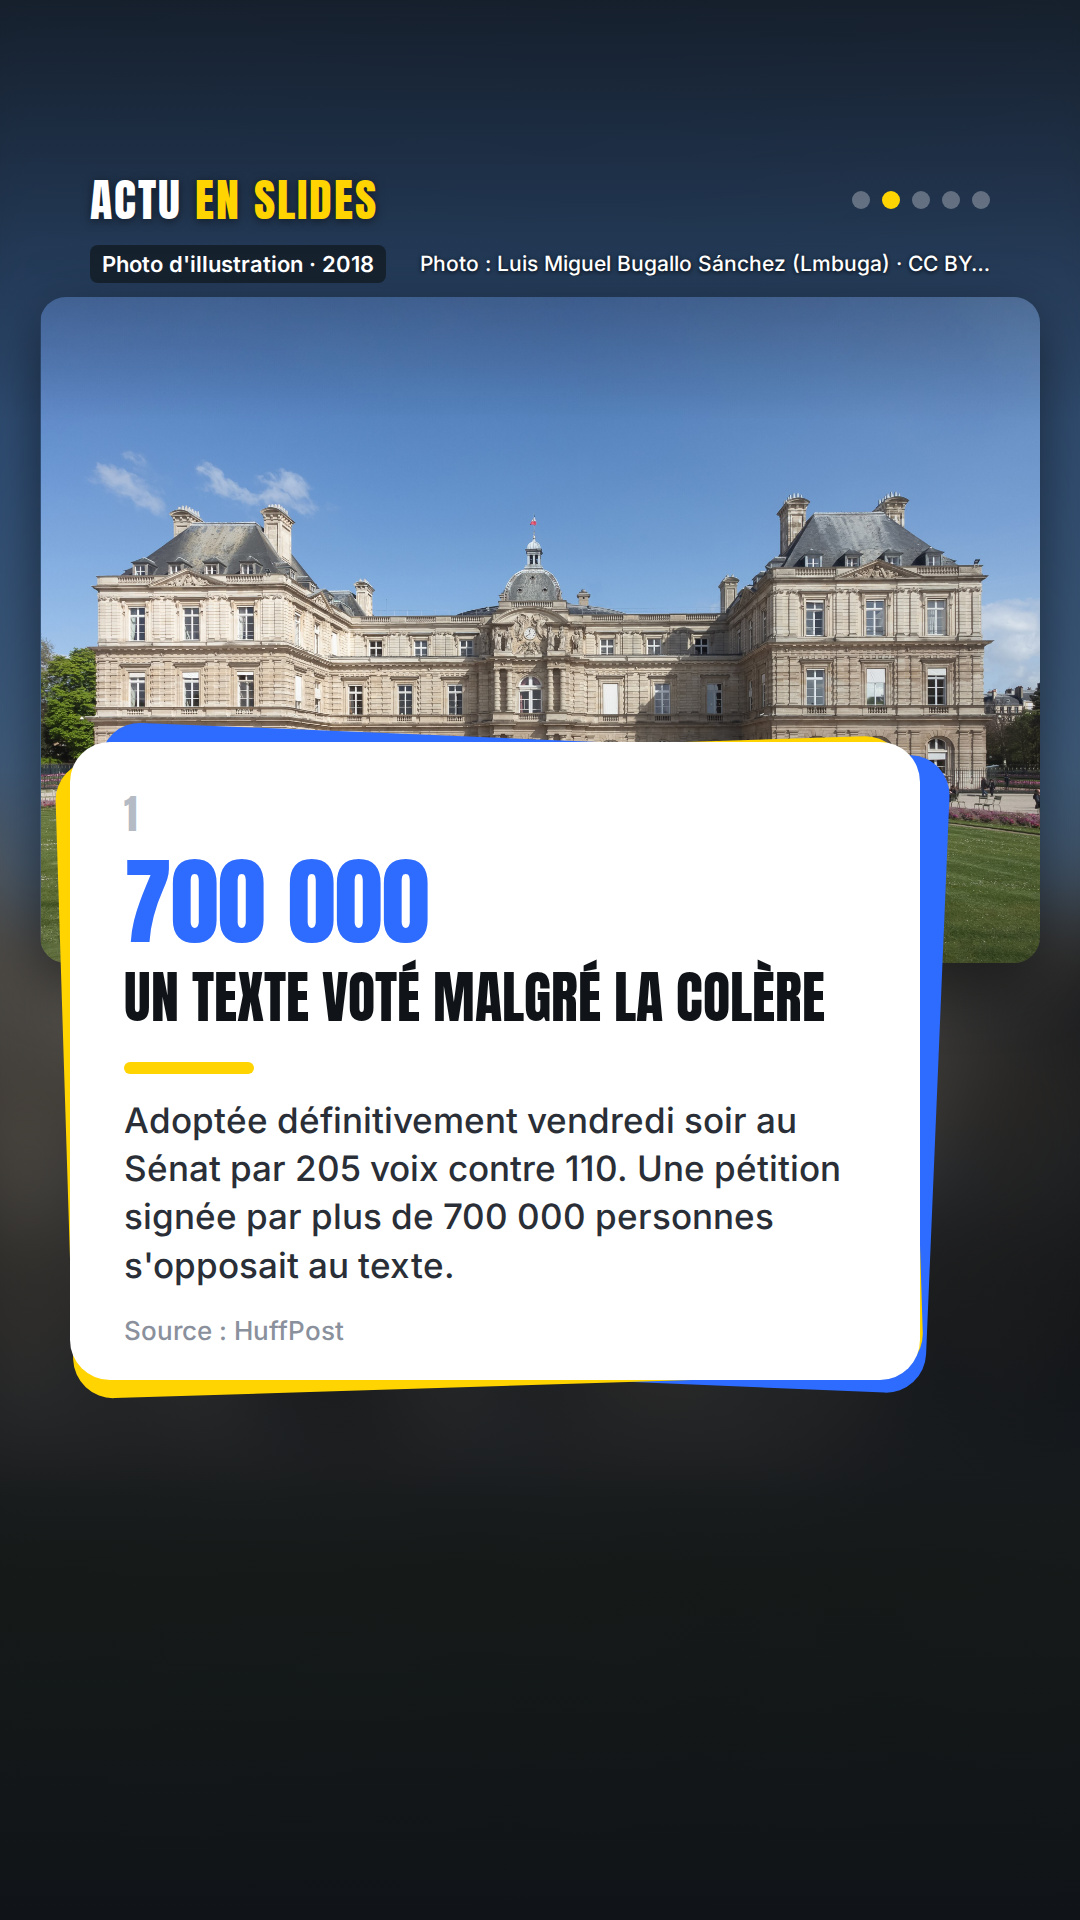 ACTU EN SLIDES
Photo d'illustration · 2018
Photo : Luis Miguel Bugallo Sánchez (Lmbuga) · CC BY…
1
700 000
UN TEXTE VOTÉ MALGRÉ LA COLÈRE
Adoptée définitivement vendredi soir au
Sénat par 205 voix contre 110. Une pétition
signée par plus de 700 000 personnes
s'opposait au texte.
Source : HuffPost